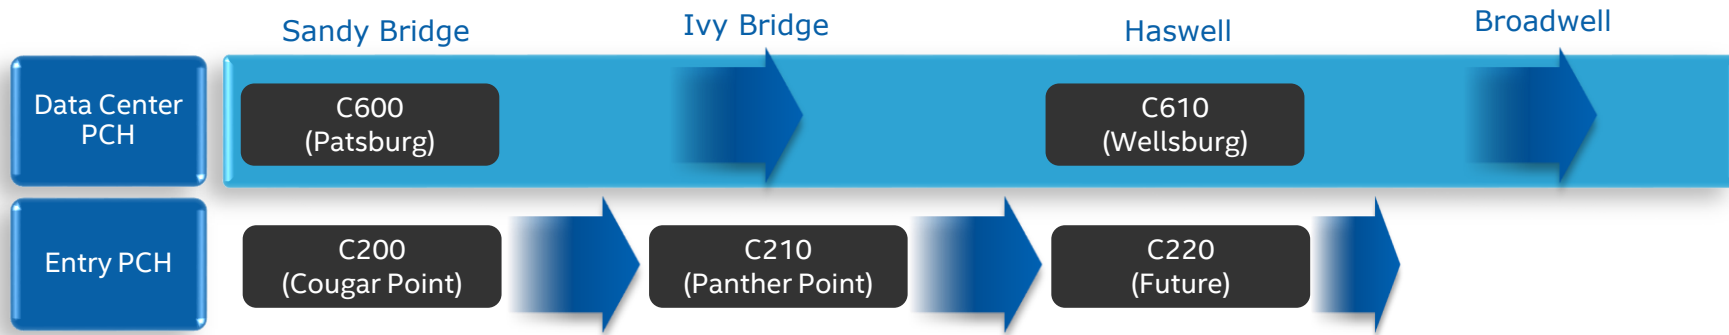 Sandy Bridge
Ivy Bridge
Haswell
Broadwell
Data Center
PCH
C600
(Patsburg)
C610
(Wellsburg)
Entry PCH
C200
(Cougar Point)
C210
(Panther Point)
C220
(Future)